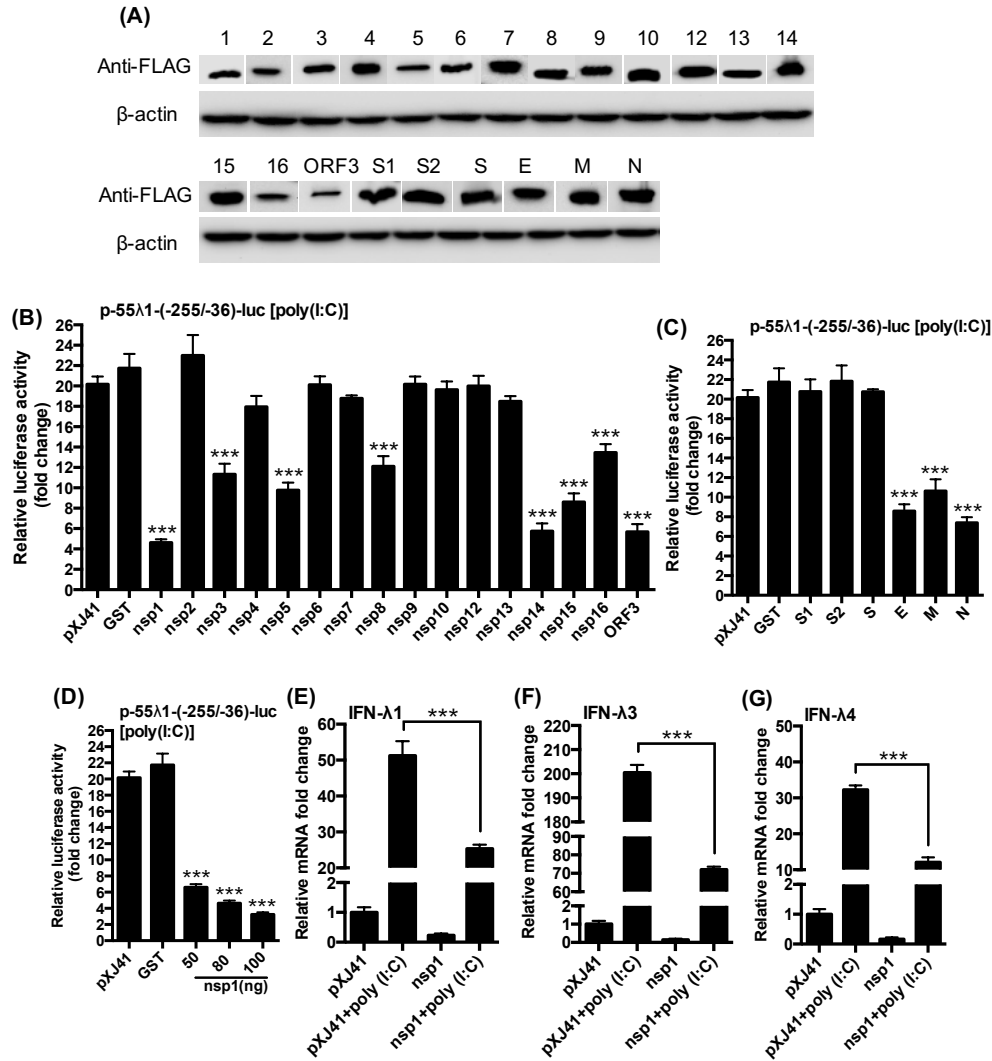 (A)
1 2 3 4 5 6 7 8 9 10 12 13 14
Anti-FLAG
β-actin
15 16 ORF3 S1 S2 S E M N
Anti-FLAG
β-actin
(B)
p-55λ1-(-255/-36)-luc [poly(I:C)]
Relative luciferase activity
(fold change)
26
24
22
20
18
16
14
12
10
8
6
4
2
0
*** *** *** *** *** *** *** ***
pXJ41 GST nsp1 nsp2 nsp3 nsp4 nsp5 nsp6 nsp7 nsp8 nsp9 nsp10 nsp12 nsp13 nsp14 nsp15 nsp16 ORF3
(C)
p-55λ1-(-255/-36)-luc [poly(I:C)]
Relative luciferase activity
(fold change)
26
24
22
20
18
16
14
12
10
8
6
4
2
0
*** *** ***
pXJ41 GST S1 S2 S E M N
(D)
p-55λ1-(-255/-36)-luc
[poly(I:C)]
Relative luciferase activity
(fold change)
26
24
22
20
18
16
14
12
10
8
6
4
2
0
*** *** ***
pXJ41 GST 50 80 100
nsp1(ng)
(E)
IFN-λ1
Relative mRNA fold change
60
50
40
30
20
2
1
0
***
pXJ41 pXJ41+poly (I:C) nsp1 nsp1+poly (I:C)
(F)
IFN-λ3
Relative mRNA fold change
220
210
200
190
180
90
80
70
60
2
1
0
***
pXJ41 pXJ41+poly (I:C) nsp1 nsp1+poly (I:C)
(G)
IFN-λ4
Relative mRNA fold change
40
30
20
10
2
1
0
***
pXJ41 pXJ41+poly (I:C) nsp1 nsp1+poly (I:C)